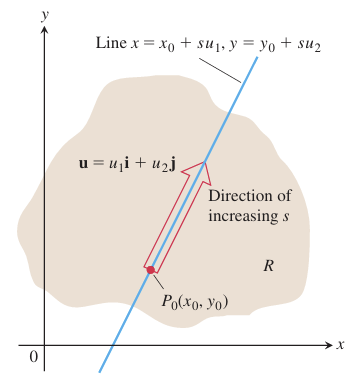 y
Line x = x₀ + su₁, y = y₀ + su₂
u = u₁i + u₂j
Direction of
increasing s
R
P₀(x₀, y₀)
x
0